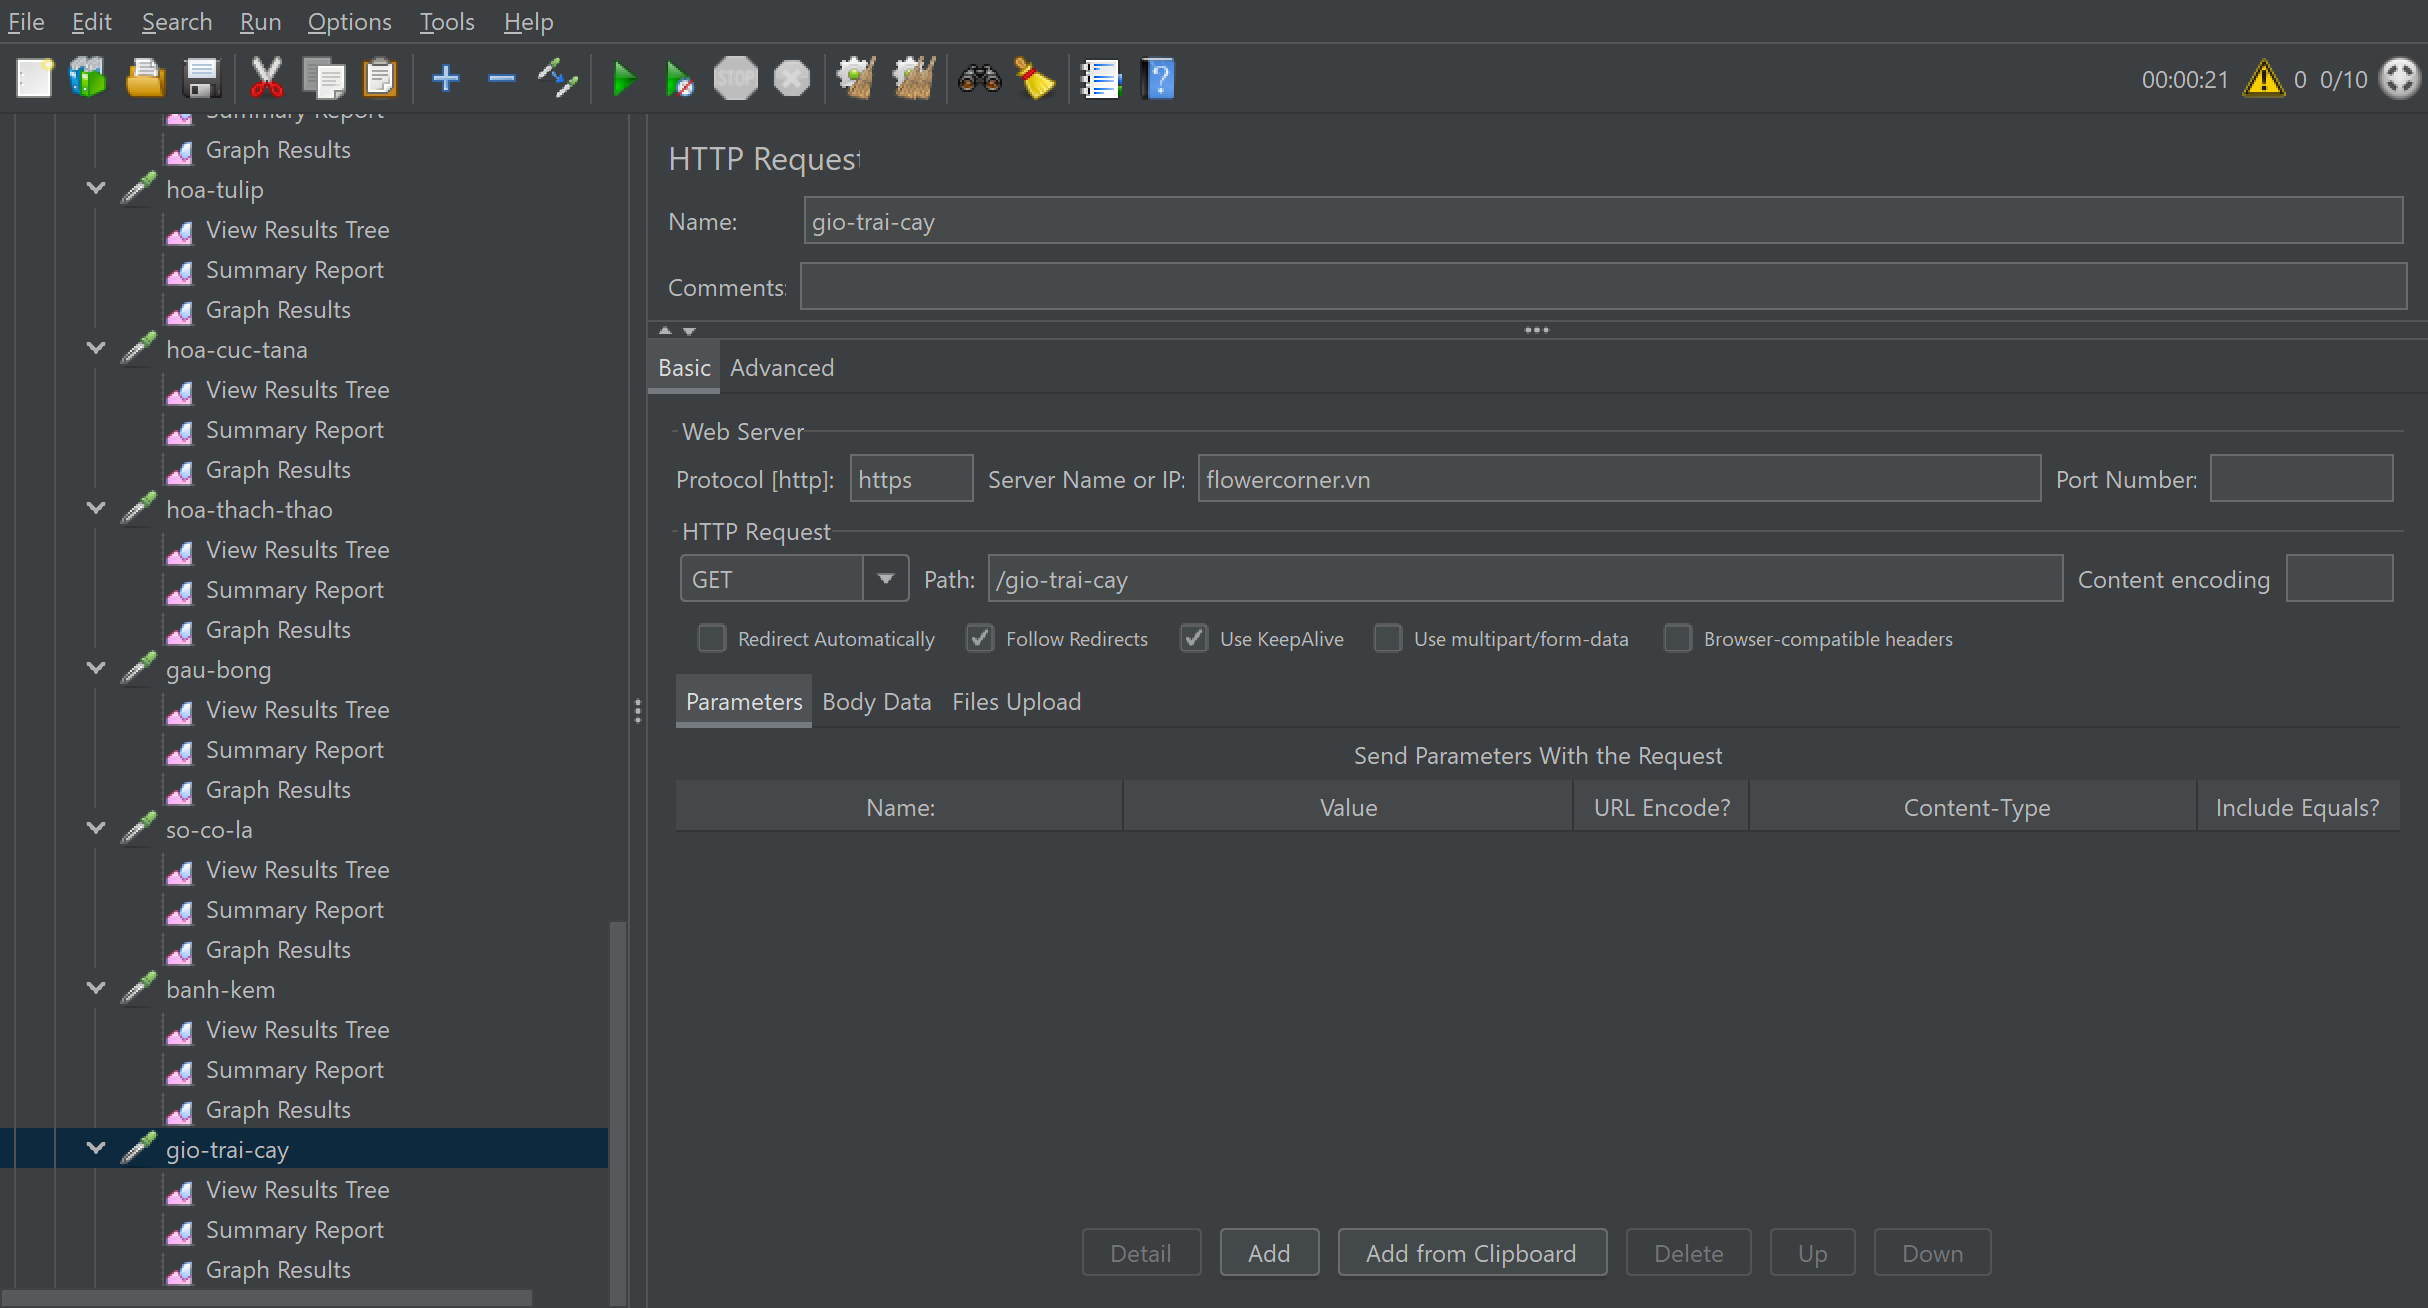 File Edit Search Run Options Tools Help
STOP
00:00:21 0 0/10
Summary Report
Graph Results
hoa-tulip
View Results Tree
Summary Report
Graph Results
hoa-cuc-tana
View Results Tree
Summary Report
Graph Results
hoa-thach-thao
View Results Tree
Summary Report
Graph Results
gau-bong
View Results Tree
Summary Report
Graph Results
so-co-la
View Results Tree
Summary Report
Graph Results
banh-kem
View Results Tree
Summary Report
Graph Results
gio-trai-cay
View Results Tree
Summary Report
Graph Results
HTTP Request
Name: gio-trai-cay
Comments:
Basic Advanced
Web Server
Protocol [http]: https Server Name or IP: flowercorner.vn Port Number:
HTTP Request
GET Path: /gio-trai-cay Content encoding
Redirect Automatically Follow Redirects Use KeepAlive Use multipart/form-data Browser-compatible headers
Parameters Body Data Files Upload
Send Parameters With the Request
Name: Value URL Encode? Content-Type Include Equals?
Detail Add Add from Clipboard Delete Up Down